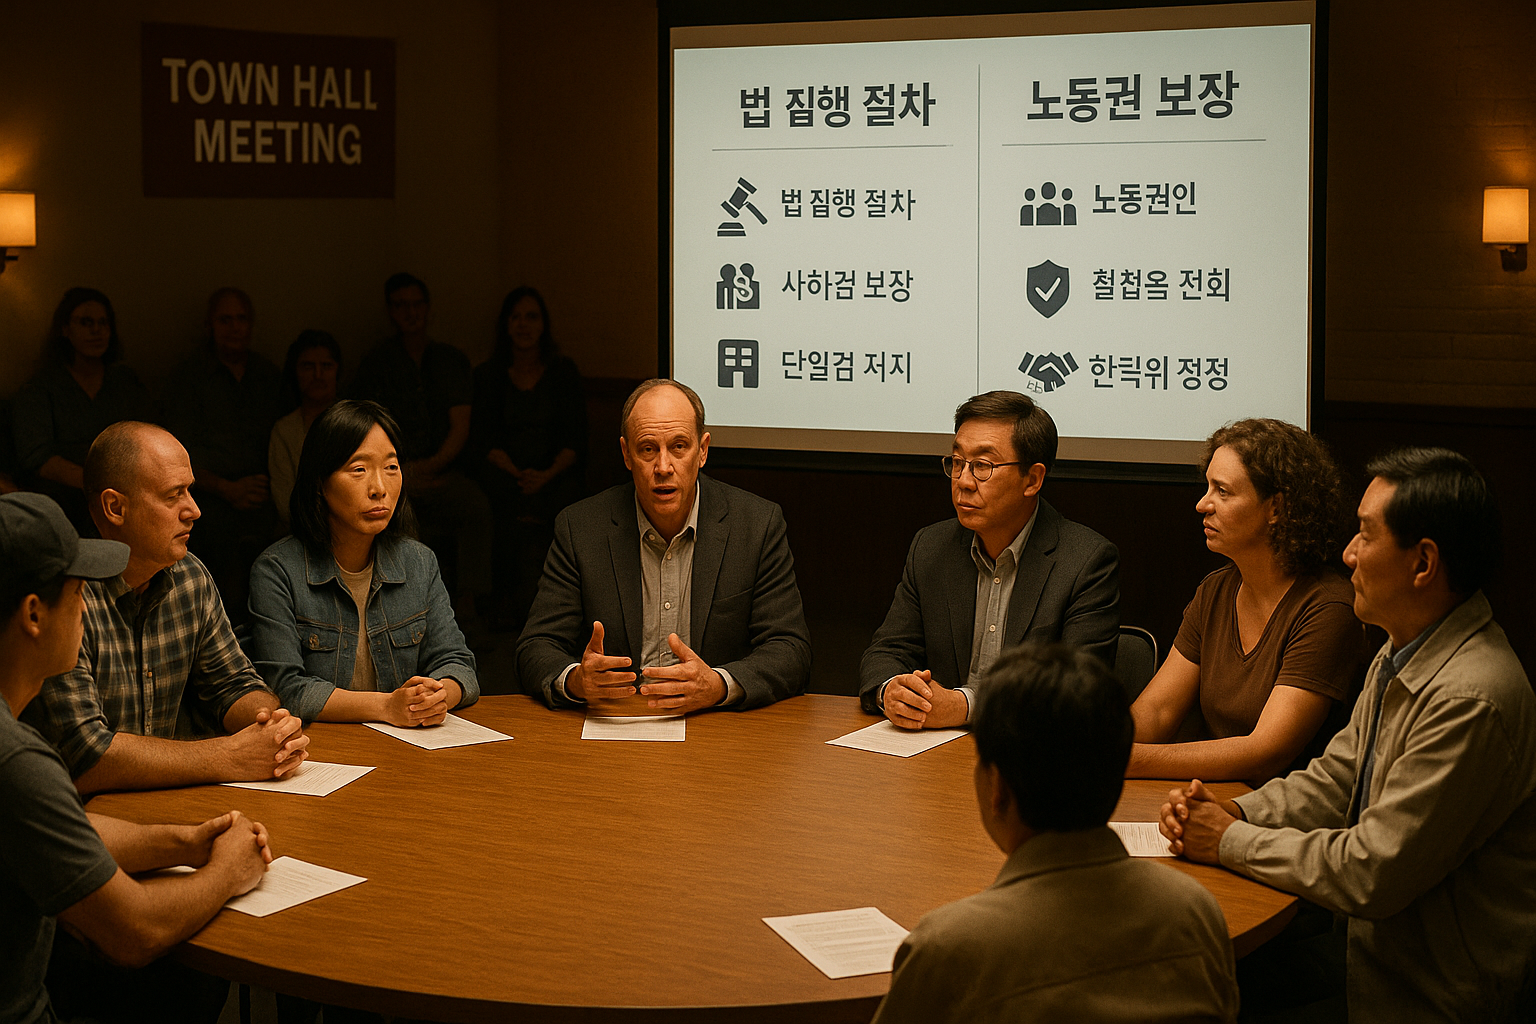 TOWN HALL
MEETING
법 집행 절차
법 집행 절차
사하검 보장
단일검 저지
노동권 보장
노동권인
철첩옴 전회
한띡위 정정